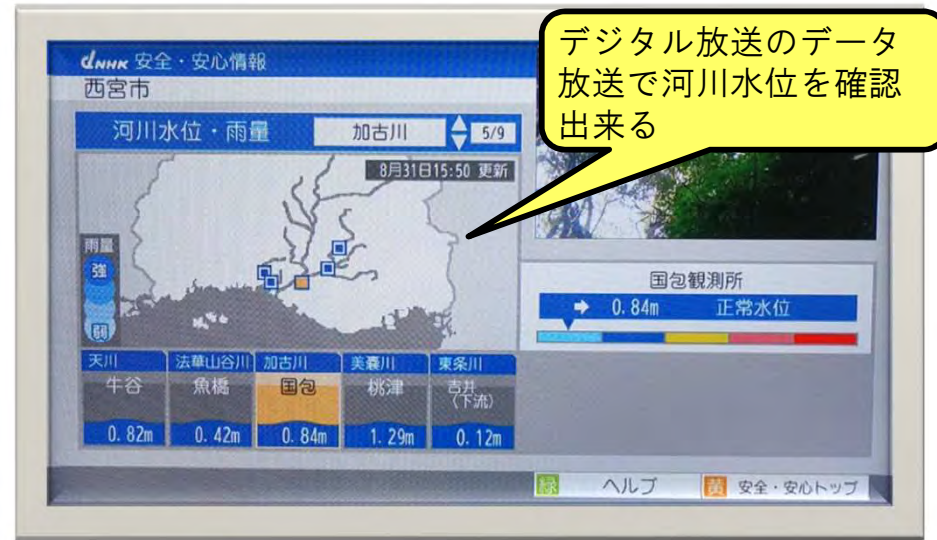 デジタル放送のデータ
放送で河川水位を確認
出来る
dNHK 安全・安心情報
西宮市
河川水位・雨量 加古川 5/9
8月31日15:50 更新
雨量
強
弱
国包観測所
➡ 0.84m 正常水位
天川 法華山谷川 加古川 美嚢川 東条川
牛谷 魚橋 国包 桃津 吉井
(下流)
0.82m 0.42m 0.84m 1.29m 0.12m
緑 ヘルプ 黄 安全・安心トップ